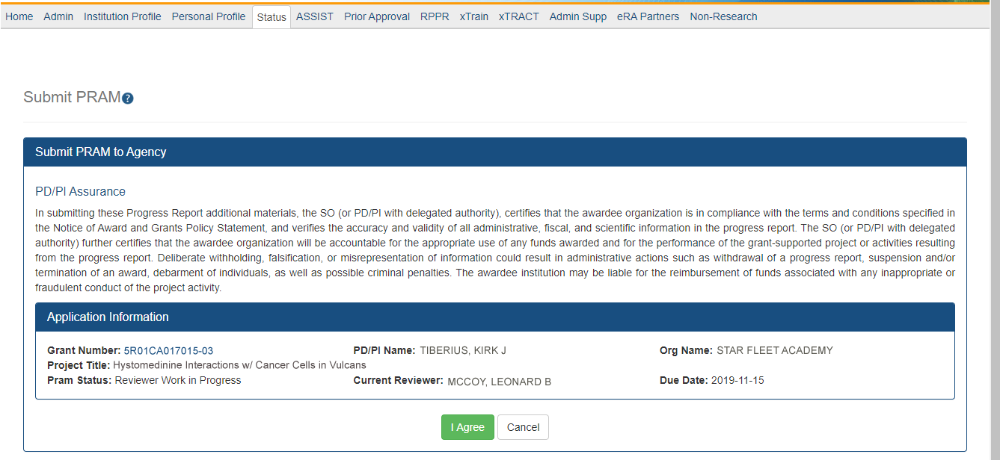 Home Admin Institution Profile Personal Profile Status ASSIST Prior Approval RPPR xTrain xTRACT Admin Supp eRA Partners Non-Research
Submit PRAM?
Submit PRAM to Agency
PD/PI Assurance
In submitting these Progress Report additional materials, the SO (or PD/PI with delegated authority), certifies that the awardee organization is in compliance with the terms and conditions specified in
the Notice of Award and Grants Policy Statement, and verifies the accuracy and validity of all administrative, fiscal, and scientific information in the progress report. The SO (or PD/PI with delegated
authority) further certifies that the awardee organization will be accountable for the appropriate use of any funds awarded and for the performance of the grant-supported project or activities resulting
from the progress report. Deliberate withholding, falsification, or misrepresentation of information could result in administrative actions such as withdrawal of a progress report, suspension and/or
termination of an award, debarment of individuals, as well as possible criminal penalties. The awardee institution may be liable for the reimbursement of funds associated with any inappropriate or
fraudulent conduct of the project activity.
Application Information
Grant Number: 5R01CA017015-03 PD/PI Name: TIBERIUS, KIRK J Org Name: STAR FLEET ACADEMY
Project Title: Hystomedinine Interactions w/ Cancer Cells in Vulcans
Pram Status: Reviewer Work in Progress Current Reviewer: MCCOY, LEONARD B Due Date: 2019-11-15
I Agree Cancel